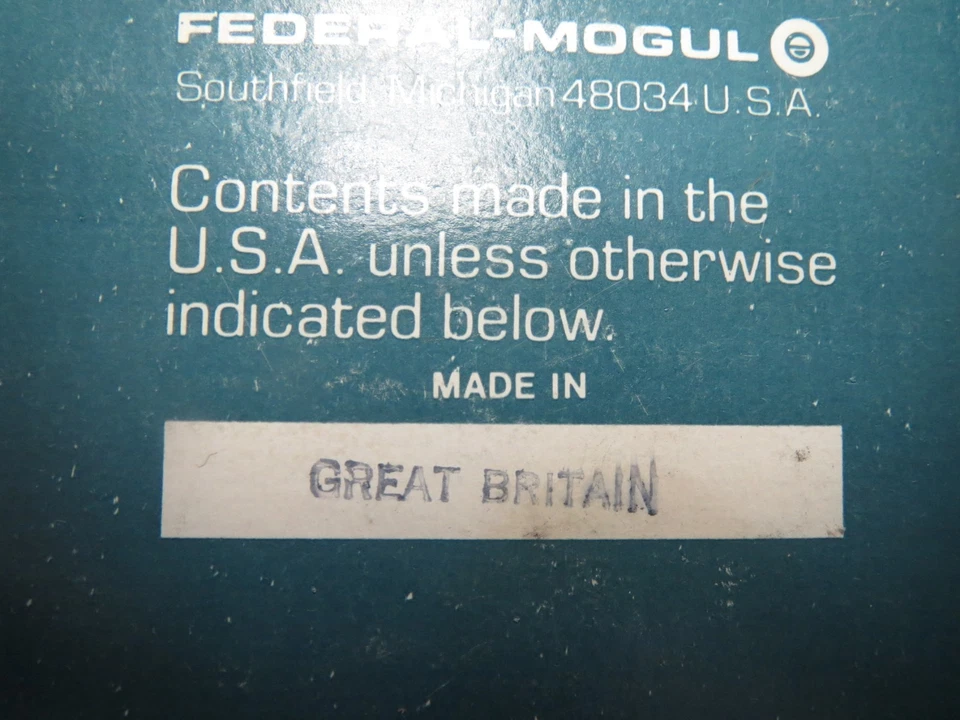 FEDERAL-MOGUL
Southfield, Michigan 48034 U.S.A.
Contents made in the
U.S.A. unless otherwise
indicated below.
MADE IN
GREAT BRITAIN